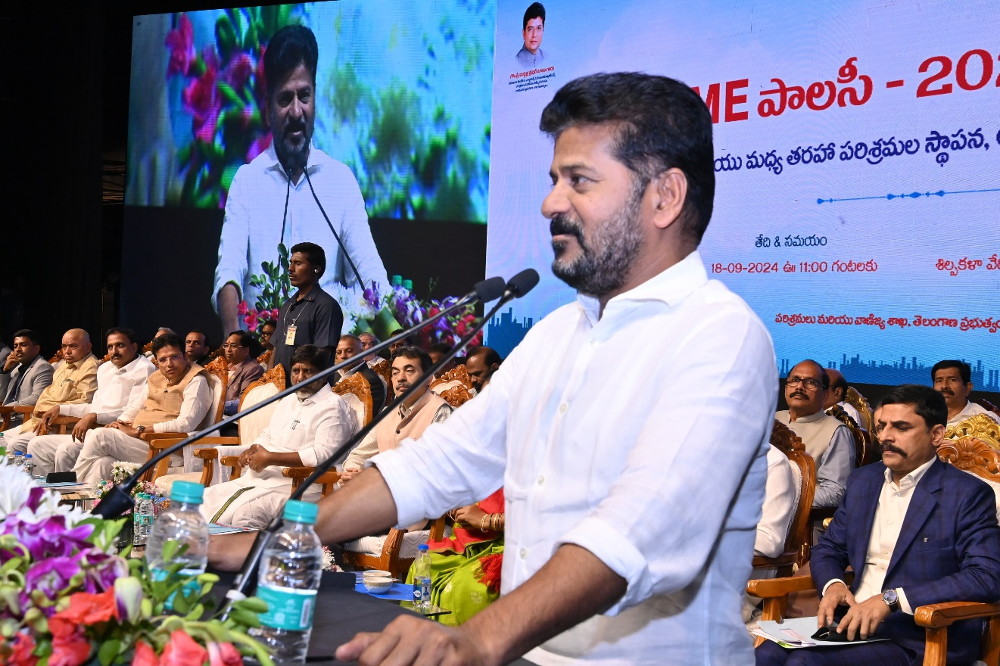 ME పాలసీ - 202
యు మధ్య తరహా పరిశ్రమల స్థాపన,
తేది & సమయం
18-09-2024 ఉ॥ 11:00 గంటలకు
శిల్పకళా వే
పరిశ్రమలు మరియు వాణిజ్య శాఖ, తెలంగాణ ప్రభుత్వం